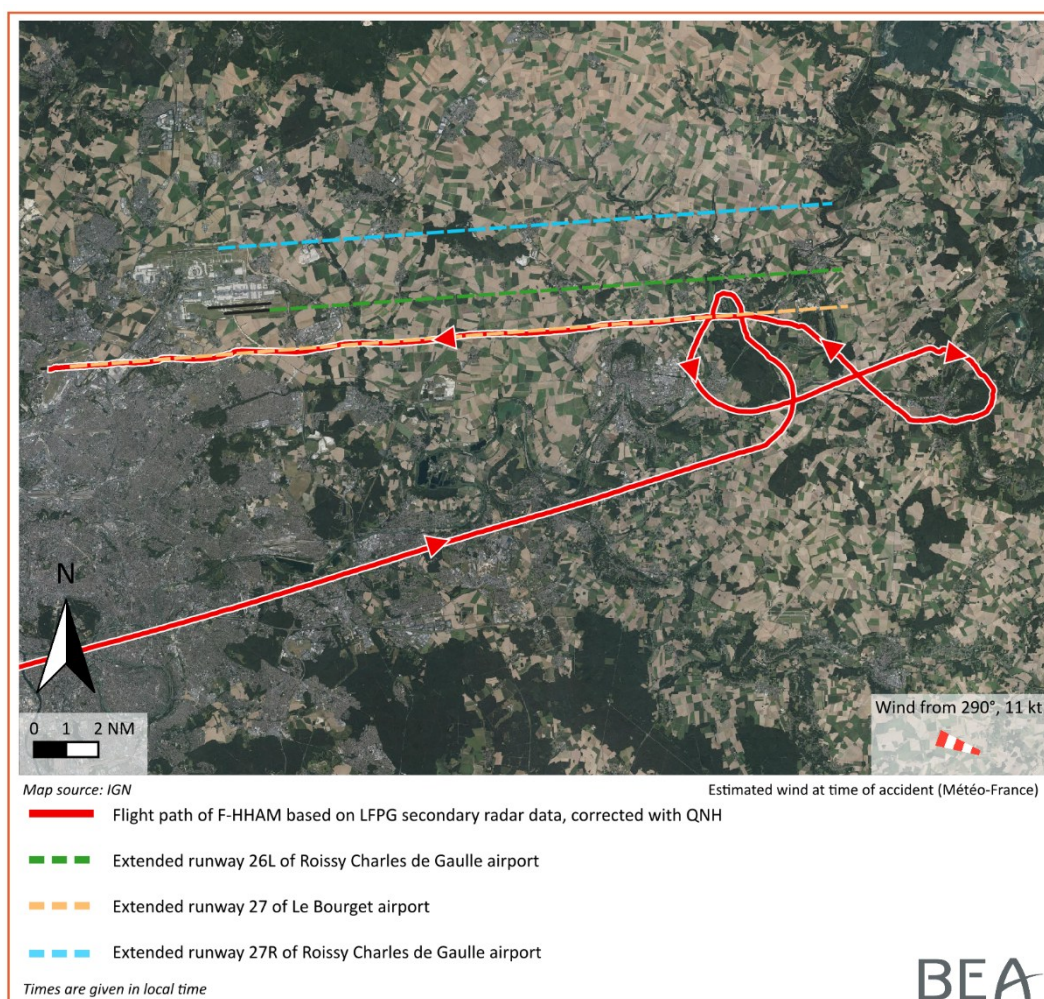 N
0 1 2 NM
Wind from 290°, 11 kt
Map source: IGN
Estimated wind at time of accident (Météo-France)
Flight path of F-HHAM based on LFPG secondary radar data, corrected with QNH
Extended runway 26L of Roissy Charles de Gaulle airport
Extended runway 27 of Le Bourget airport
Extended runway 27R of Roissy Charles de Gaulle airport
Times are given in local time
BEA